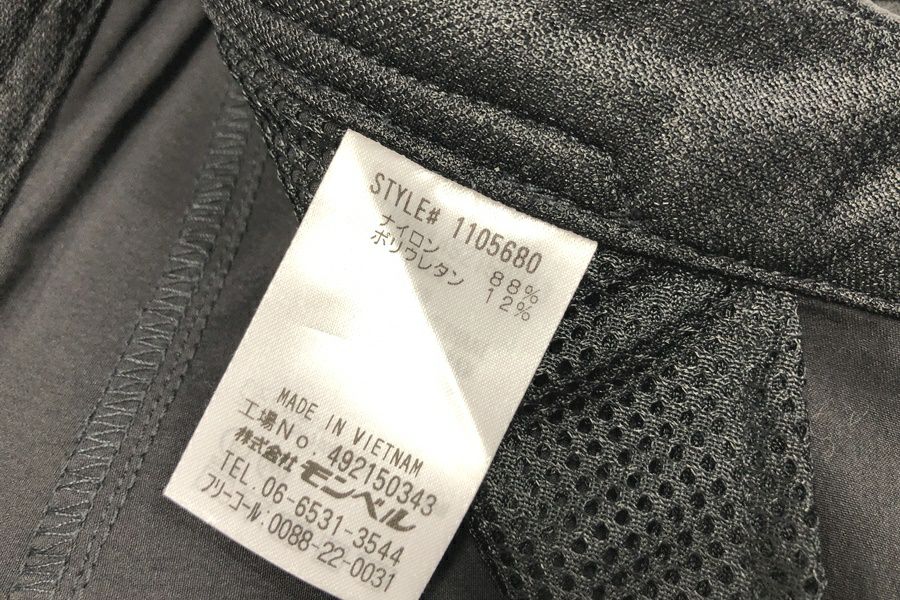 STYLE# 1105680
ナイロン 88%
ポリウレタン 12%
MADE IN VIETNAM
工場No. 492150343
株式会社 モンベル
TEL. 06-6531-3544
フリーコール:0088-22-0031